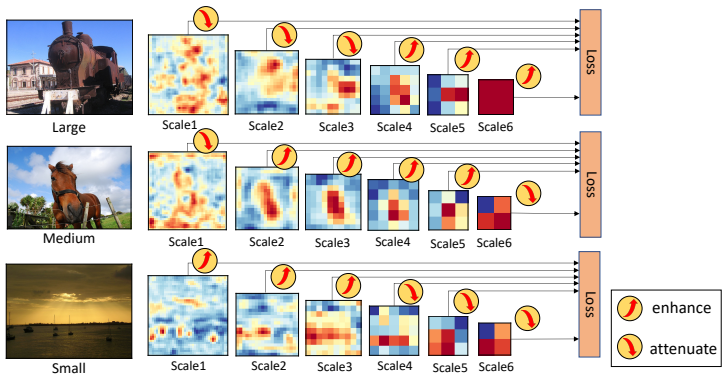 Large
Scale1
Scale2
Scale3
Scale4
Scale5
Scale6
Loss
Medium
Scale1
Scale2
Scale3
Scale4
Scale5
Scale6
Loss
Small
Scale1
Scale2
Scale3
Scale4
Scale5
Scale6
Loss
enhance
attenuate